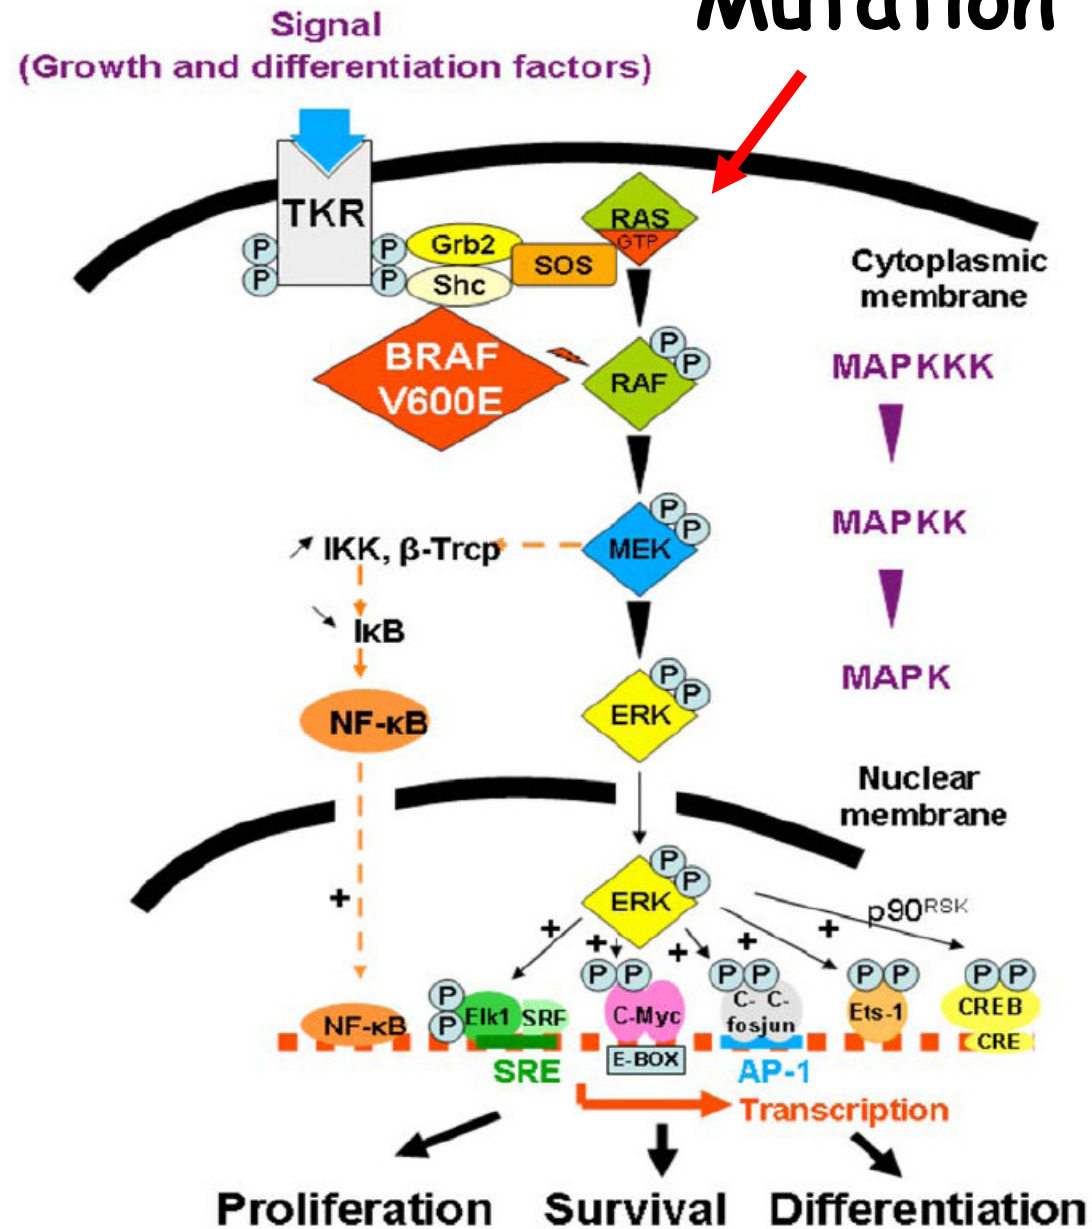 Mutation
Signal
(Growth and differentiation factors)
TKR
P
P
P
P
Grb2
Shc
SOS
RAS
GTP
Cytoplasmic
membrane
BRAF
V600E
RAF
P
P
MAPKKK
IKK, β-Trcp
MEK
P
P
MAPKK
IκB
NF-κB
ERK
P
P
MAPK
Nuclear
membrane
ERK
P
P
p90RSK
+
+
+
+
+
+
NF-κB
P
P
Elk1
SRF
SRE
P
P
C-Myc
E-BOX
P
P
C- C-
fosjun
AP-1
P
P
Ets-1
P
P
CREB
CRE
Transcription
Proliferation
Survival
Differentiation